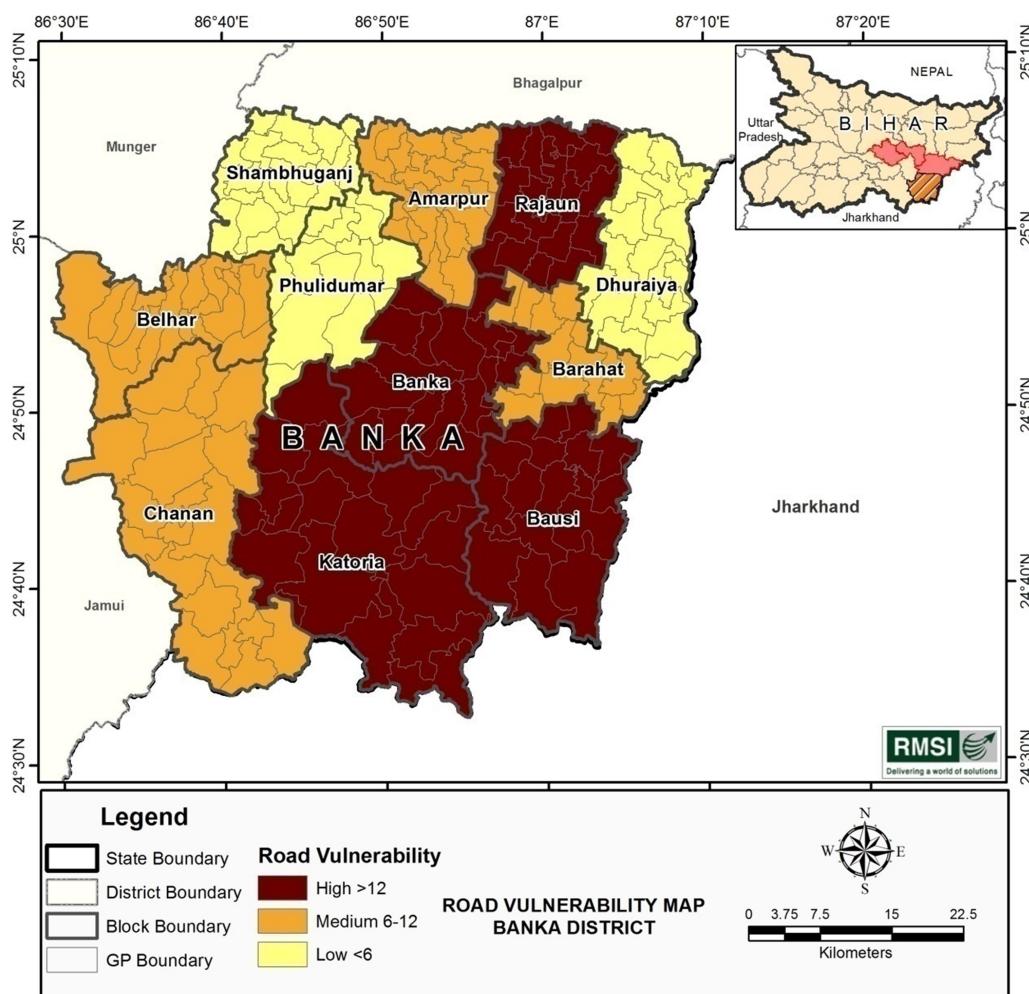 86°30'E
86°40'E
86°50'E
87°E
87°10'E
87°20'E
25°10'N
25°N
24°50'N
24°40'N
24°30'N
25°10'N
25°N
24°50'N
24°40'N
24°30'N
Bhagalpur
Munger
Jamui
Jharkhand
Shambhuganj
Amarpur
Rajaun
Phulidumar
Dhuraiya
Belhar
Barahat
Banka
BANKA
Chanan
Bausi
Katoria
NEPAL
Uttar
Pradesh
BIHAR
Jharkhand
RMSI
Delivering a world of solutions
Legend
State Boundary
District Boundary
Block Boundary
GP Boundary
Road Vulnerability
High >12
Medium 6-12
Low <6
ROAD VULNERABILITY MAP
BANKA DISTRICT
N
W
E
S
0 3.75 7.5 15 22.5
Kilometers